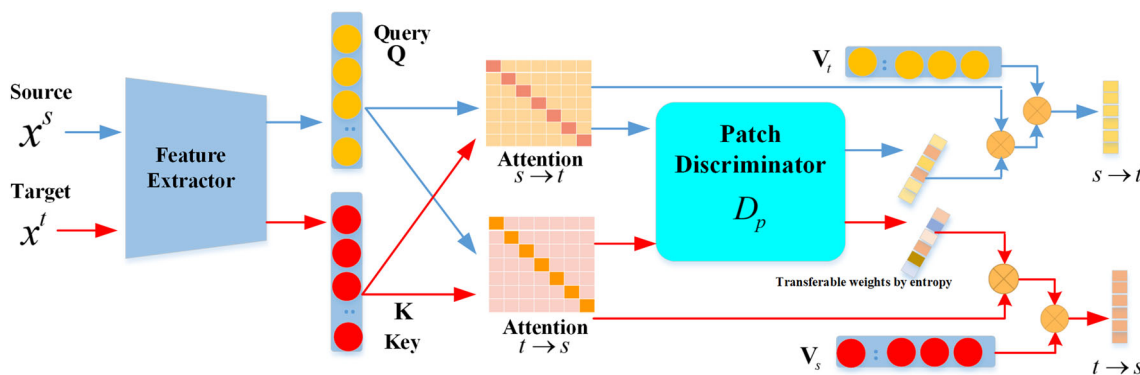 Source
x^s
Target
x^t
Feature
Extractor
Query
Q
K
Key
Attention
s → t
Attention
t → s
Patch
Discriminator
D_p
Transferable weights by entropy
V_t
:
s → t
V_s
:
t → s